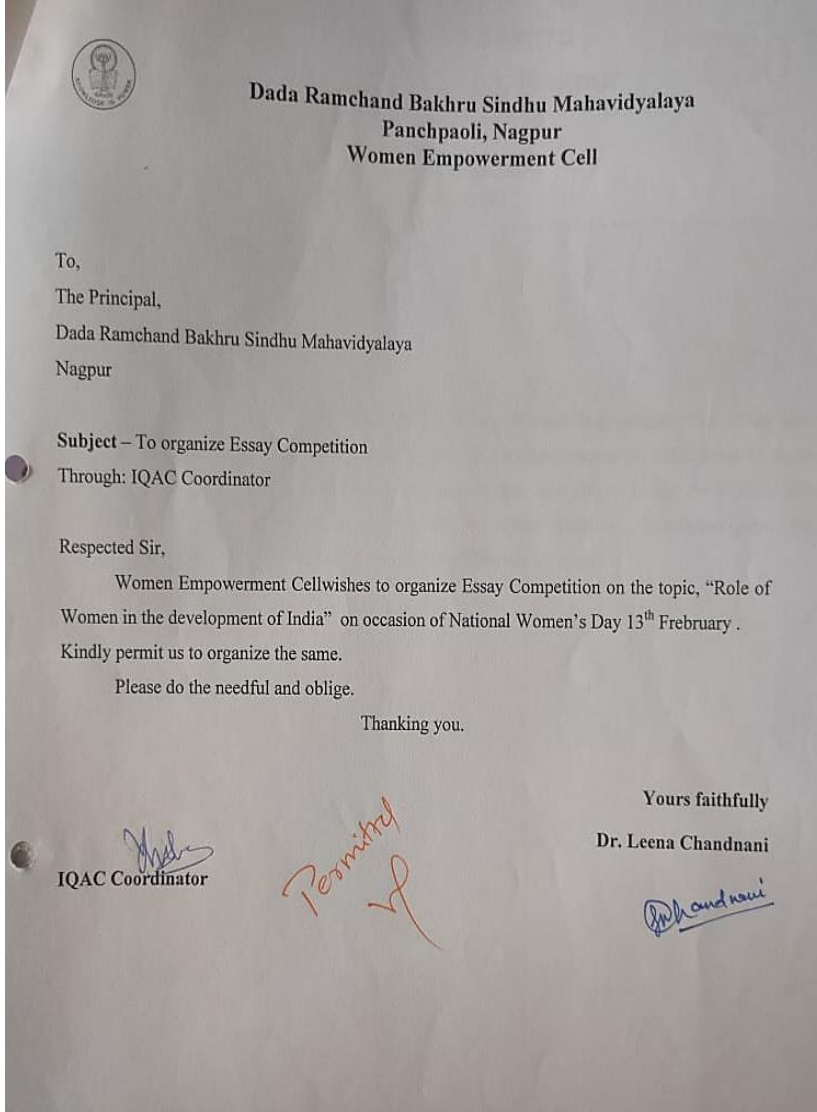 KNOWLEDGE IS POWER
Dada Ramchand Bakhru Sindhu Mahavidyalaya
Panchpaoli, Nagpur
Women Empowerment Cell
To,
The Principal,
Dada Ramchand Bakhru Sindhu Mahavidyalaya
Nagpur
Subject – To organize Essay Competition
Through: IQAC Coordinator
Respected Sir,
Women Empowerment Cellwishes to organize Essay Competition on the topic, “Role of
Women in the development of India” on occasion of National Women’s Day 13th Frebruary .
Kindly permit us to organize the same.
Please do the needful and oblige.
Thanking you.
Yours faithfully
Dr. Leena Chandnani
IQAC Coordinator
Permitted